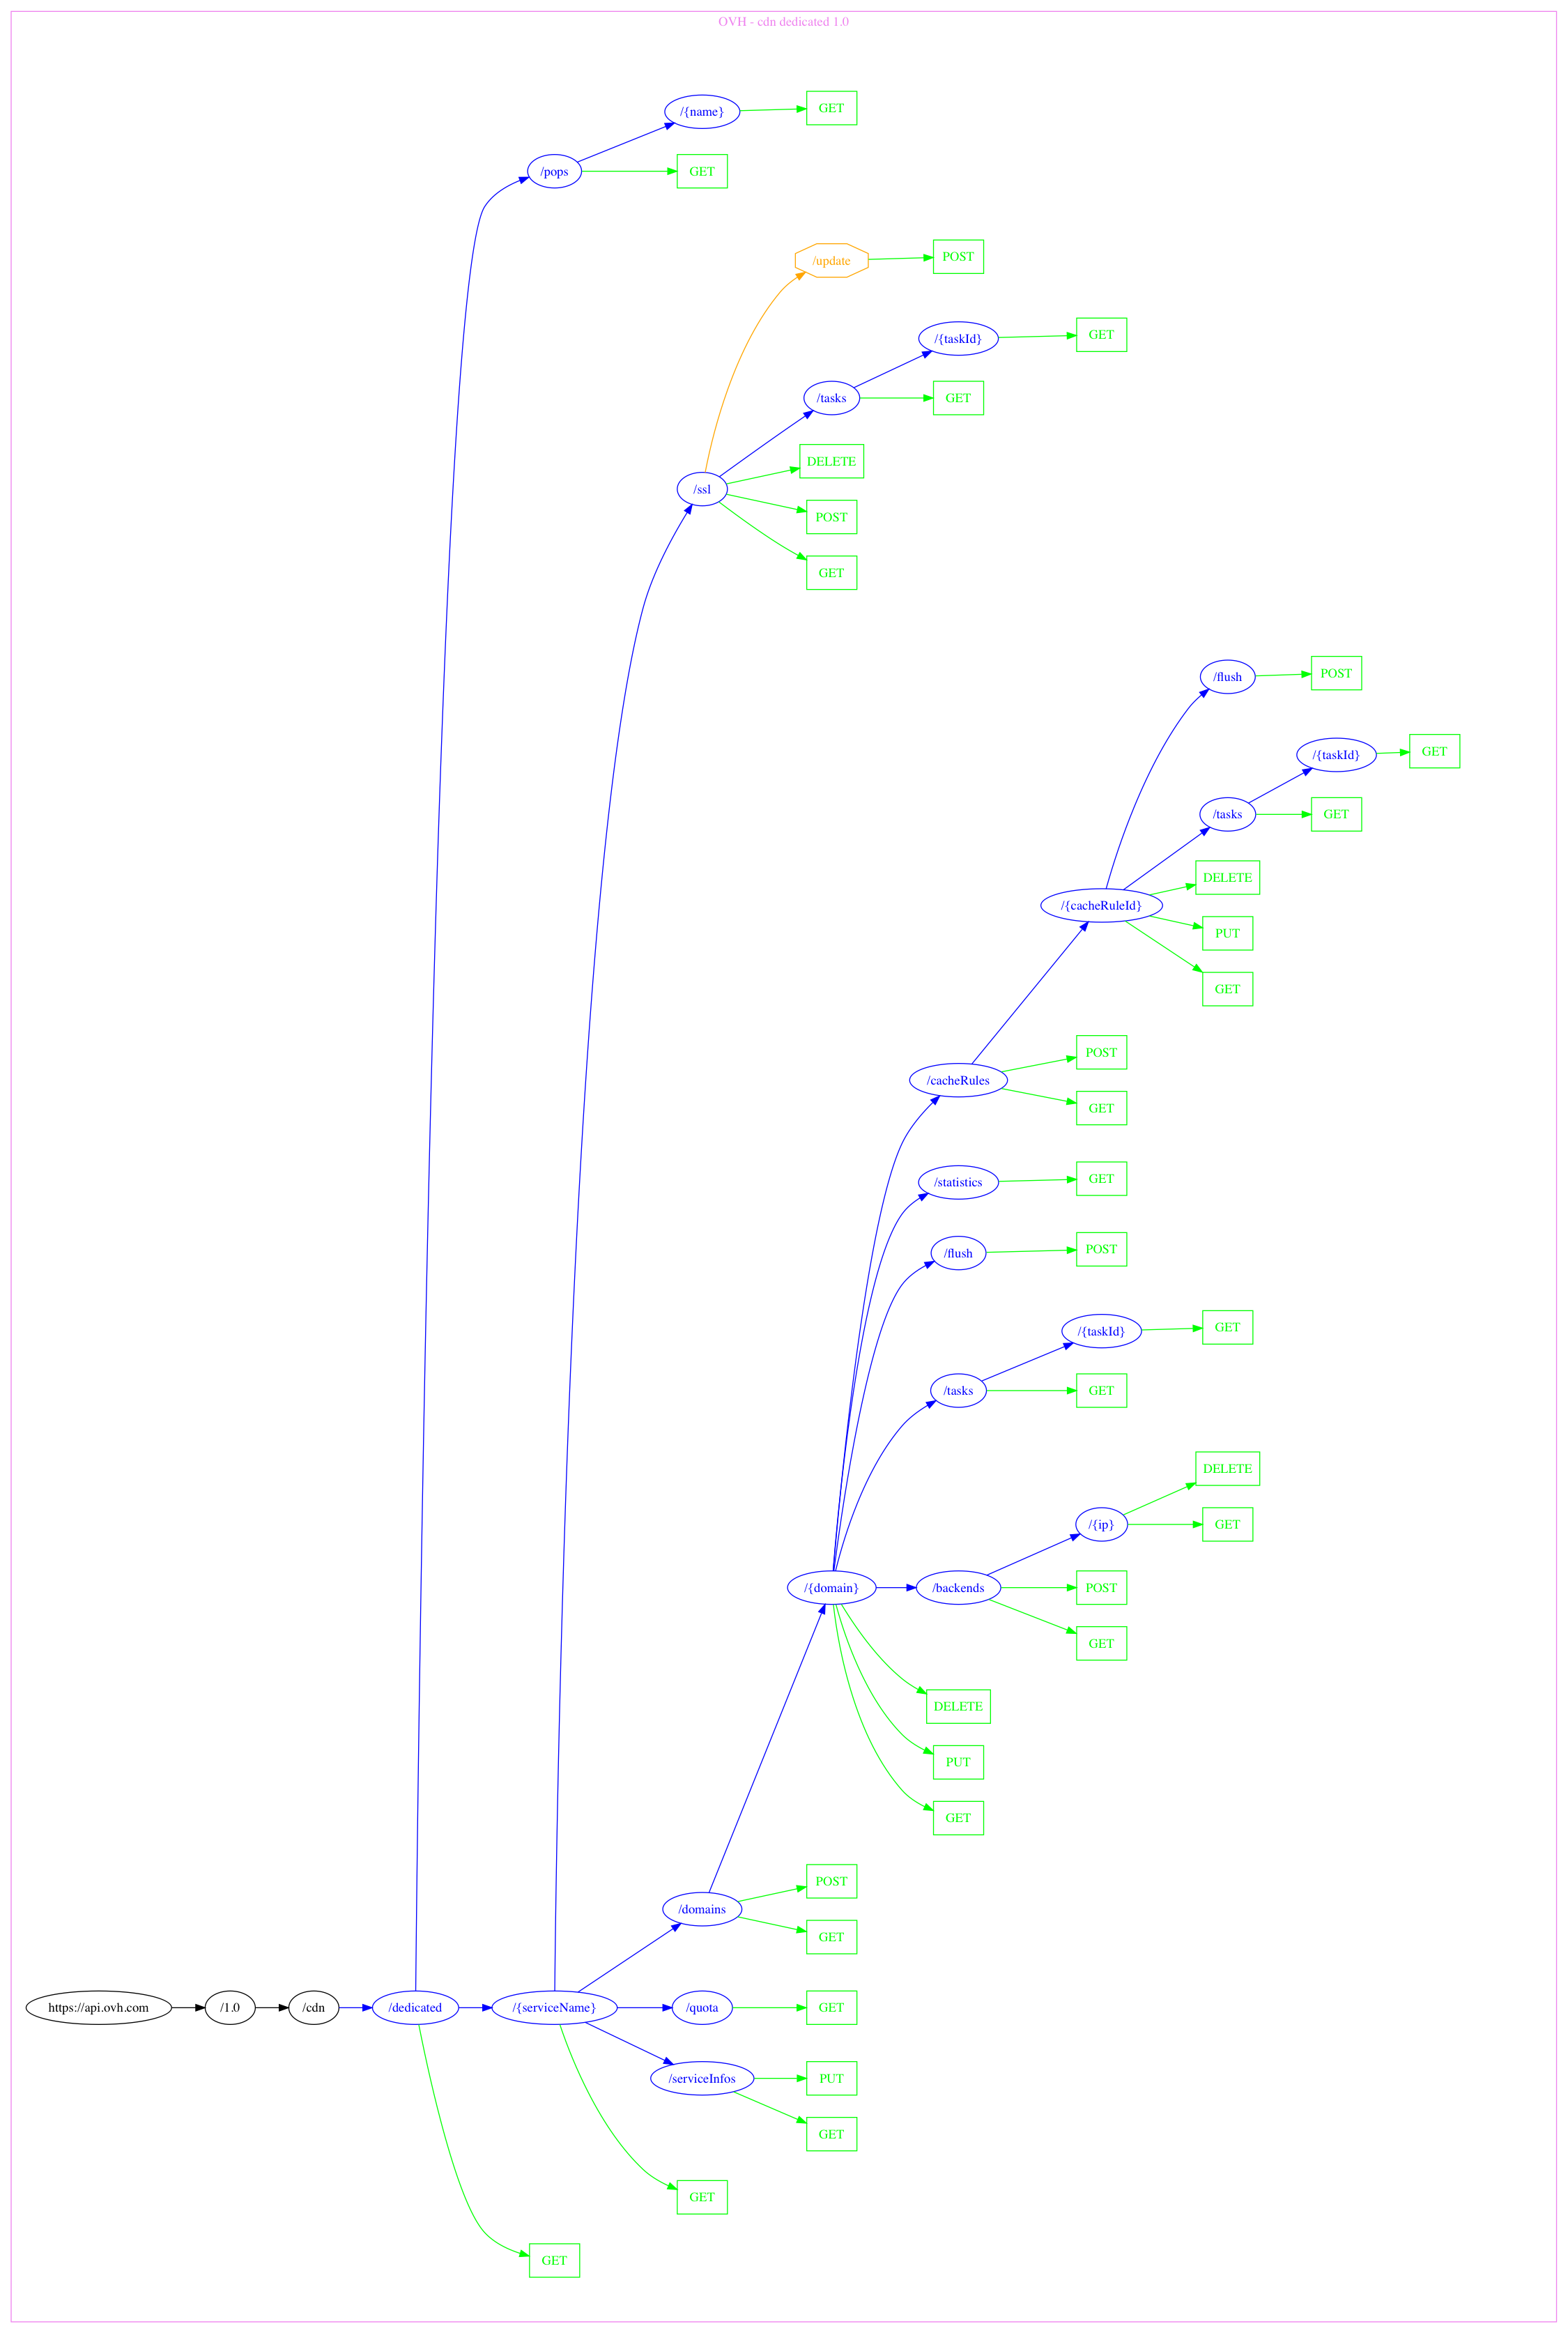 OVH - cdn dedicated 1.0
/{name}
GET
/pops
GET
/update
POST
/{taskId}
GET
/tasks
GET
DELETE
/ssl
POST
GET
/flush
POST
/{taskId}
GET
/tasks
GET
DELETE
/{cacheRuleId}
PUT
GET
POST
/cacheRules
GET
/statistics
GET
/flush
POST
/{taskId}
GET
/tasks
GET
DELETE
/{ip}
GET
/{domain}
/backends
POST
GET
DELETE
PUT
GET
POST
/domains
GET
https://api.ovh.com
/1.0
/cdn
/dedicated
/{serviceName}
/quota
GET
/serviceInfos
PUT
GET
GET
GET